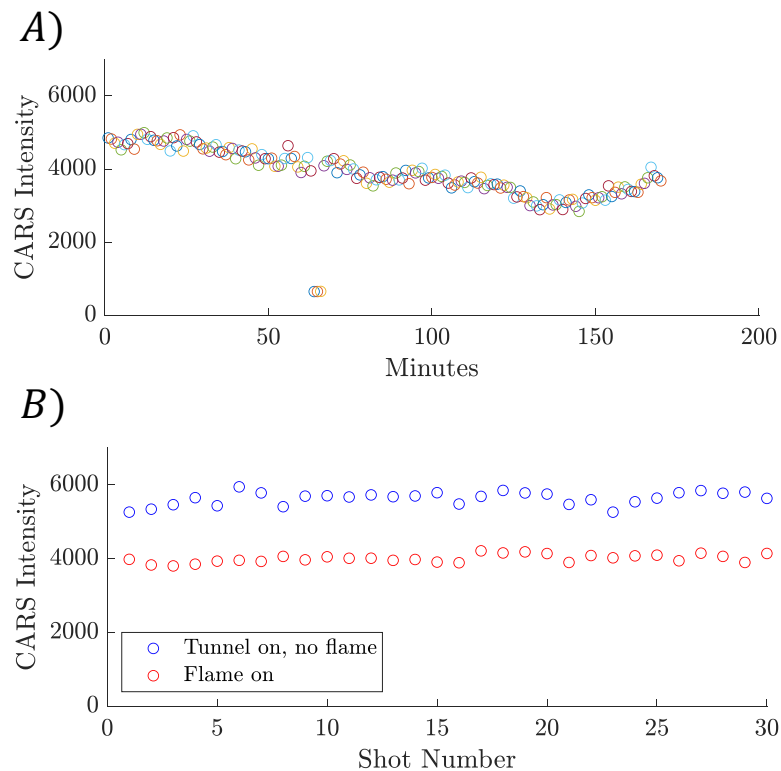 A)
6000
4000
2000
0
CARS Intensity
0 50 100 150 200
Minutes
B)
6000
4000
2000
0
CARS Intensity
Tunnel on, no flame
Flame on
0 5 10 15 20 25 30
Shot Number